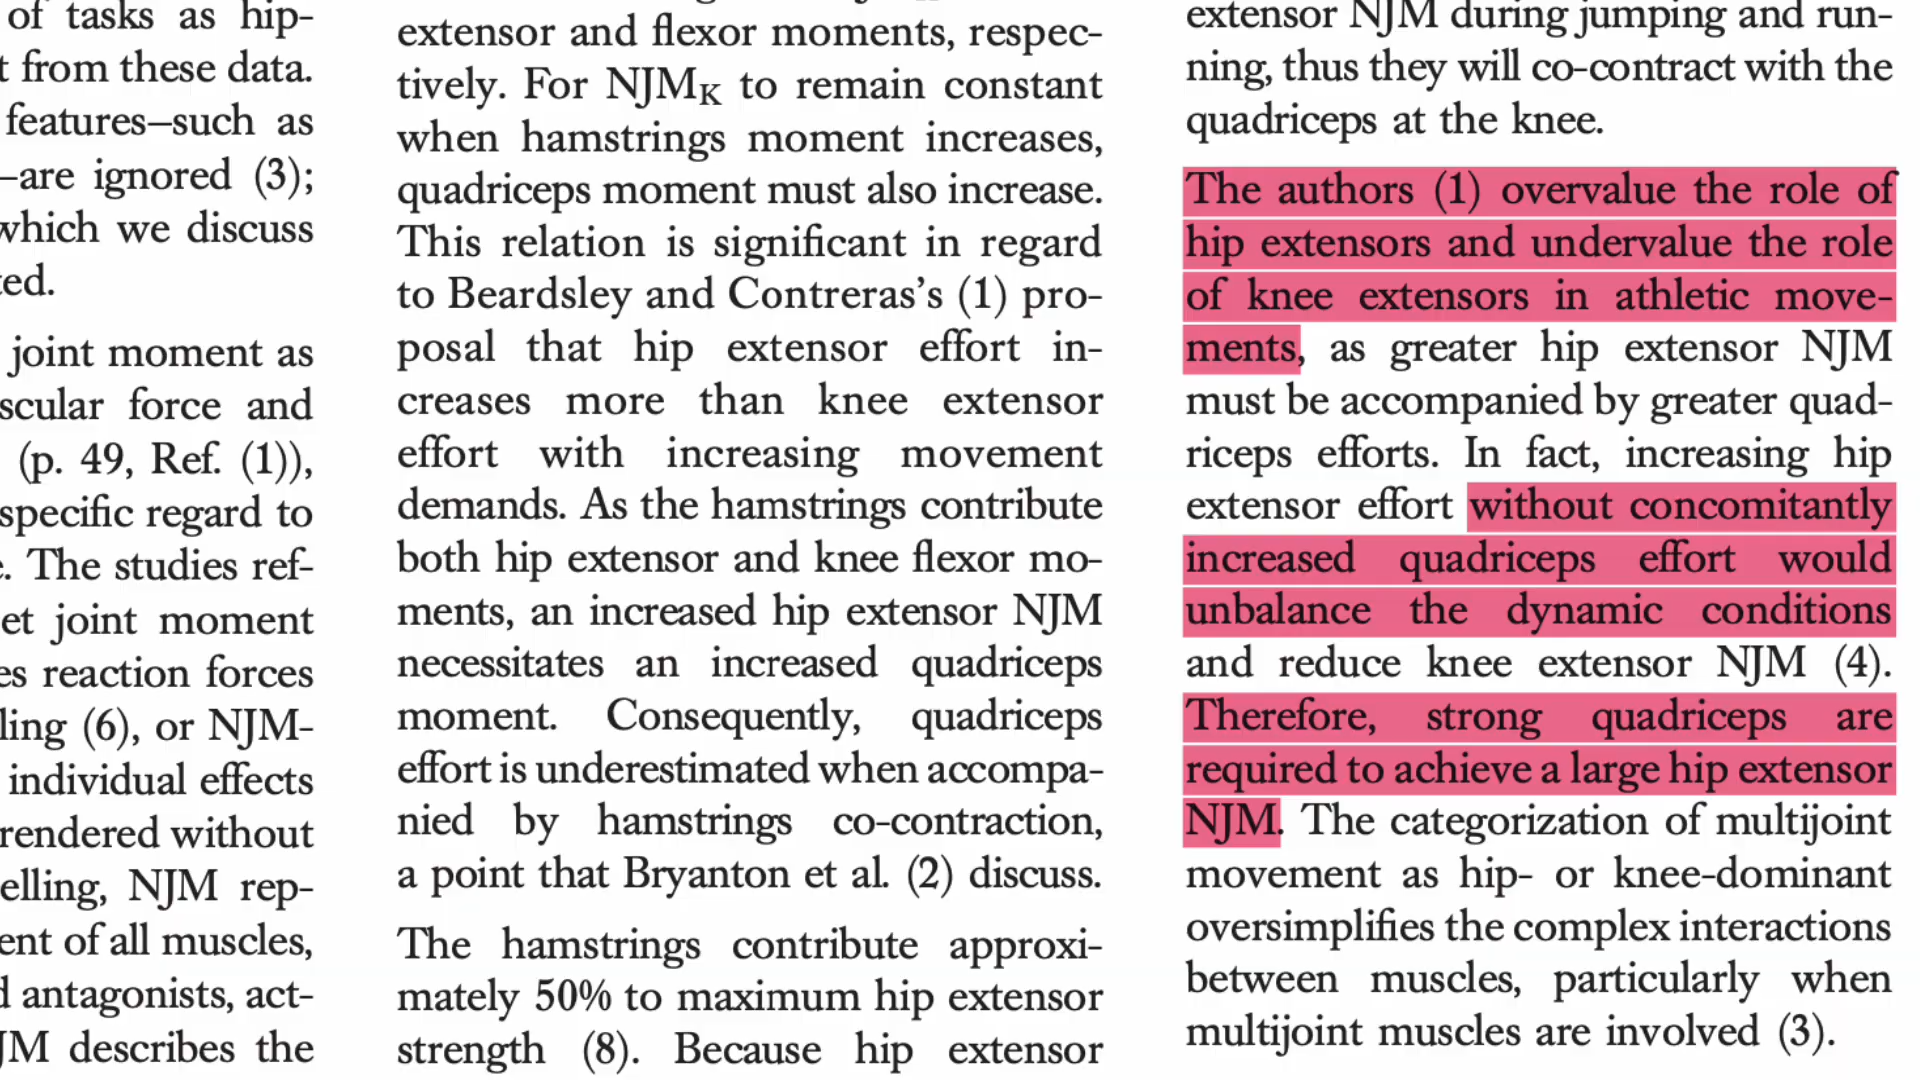 of tasks as hip-
t from these data.
features—such as
—are ignored (3);
which we discuss
ted.
joint moment as
scular force and
(p. 49, Ref. (1)),
specific regard to
e. The studies ref-
et joint moment
es reaction forces
ling (6), or NJM-
individual effects
rendered without
elling, NJM rep-
ent of all muscles,
d antagonists, act-
JM describes the
extensor and flexor moments, respec-
tively. For NJMK to remain constant
when hamstrings moment increases,
quadriceps moment must also increase.
This relation is significant in regard
to Beardsley and Contreras's (1) pro-
posal that hip extensor effort in-
creases more than knee extensor
effort with increasing movement
demands. As the hamstrings contribute
both hip extensor and knee flexor mo-
ments, an increased hip extensor NJM
necessitates an increased quadriceps
moment. Consequently, quadriceps
effort is underestimated when accompa-
nied by hamstrings co-contraction,
a point that Bryanton et al. (2) discuss.
The hamstrings contribute approxi-
mately 50% to maximum hip extensor
strength (8). Because hip extensor
extensor NJM during jumping and run-
ning, thus they will co-contract with the
quadriceps at the knee.
The authors (1) overvalue the role of
hip extensors and undervalue the role
of knee extensors in athletic move-
ments, as greater hip extensor NJM
must be accompanied by greater quad-
riceps efforts. In fact, increasing hip
extensor effort without concomitantly
increased quadriceps effort would
unbalance the dynamic conditions
and reduce knee extensor NJM (4).
Therefore, strong quadriceps are
required to achieve a large hip extensor
NJM. The categorization of multijoint
movement as hip- or knee-dominant
oversimplifies the complex interactions
between muscles, particularly when
multijoint muscles are involved (3).